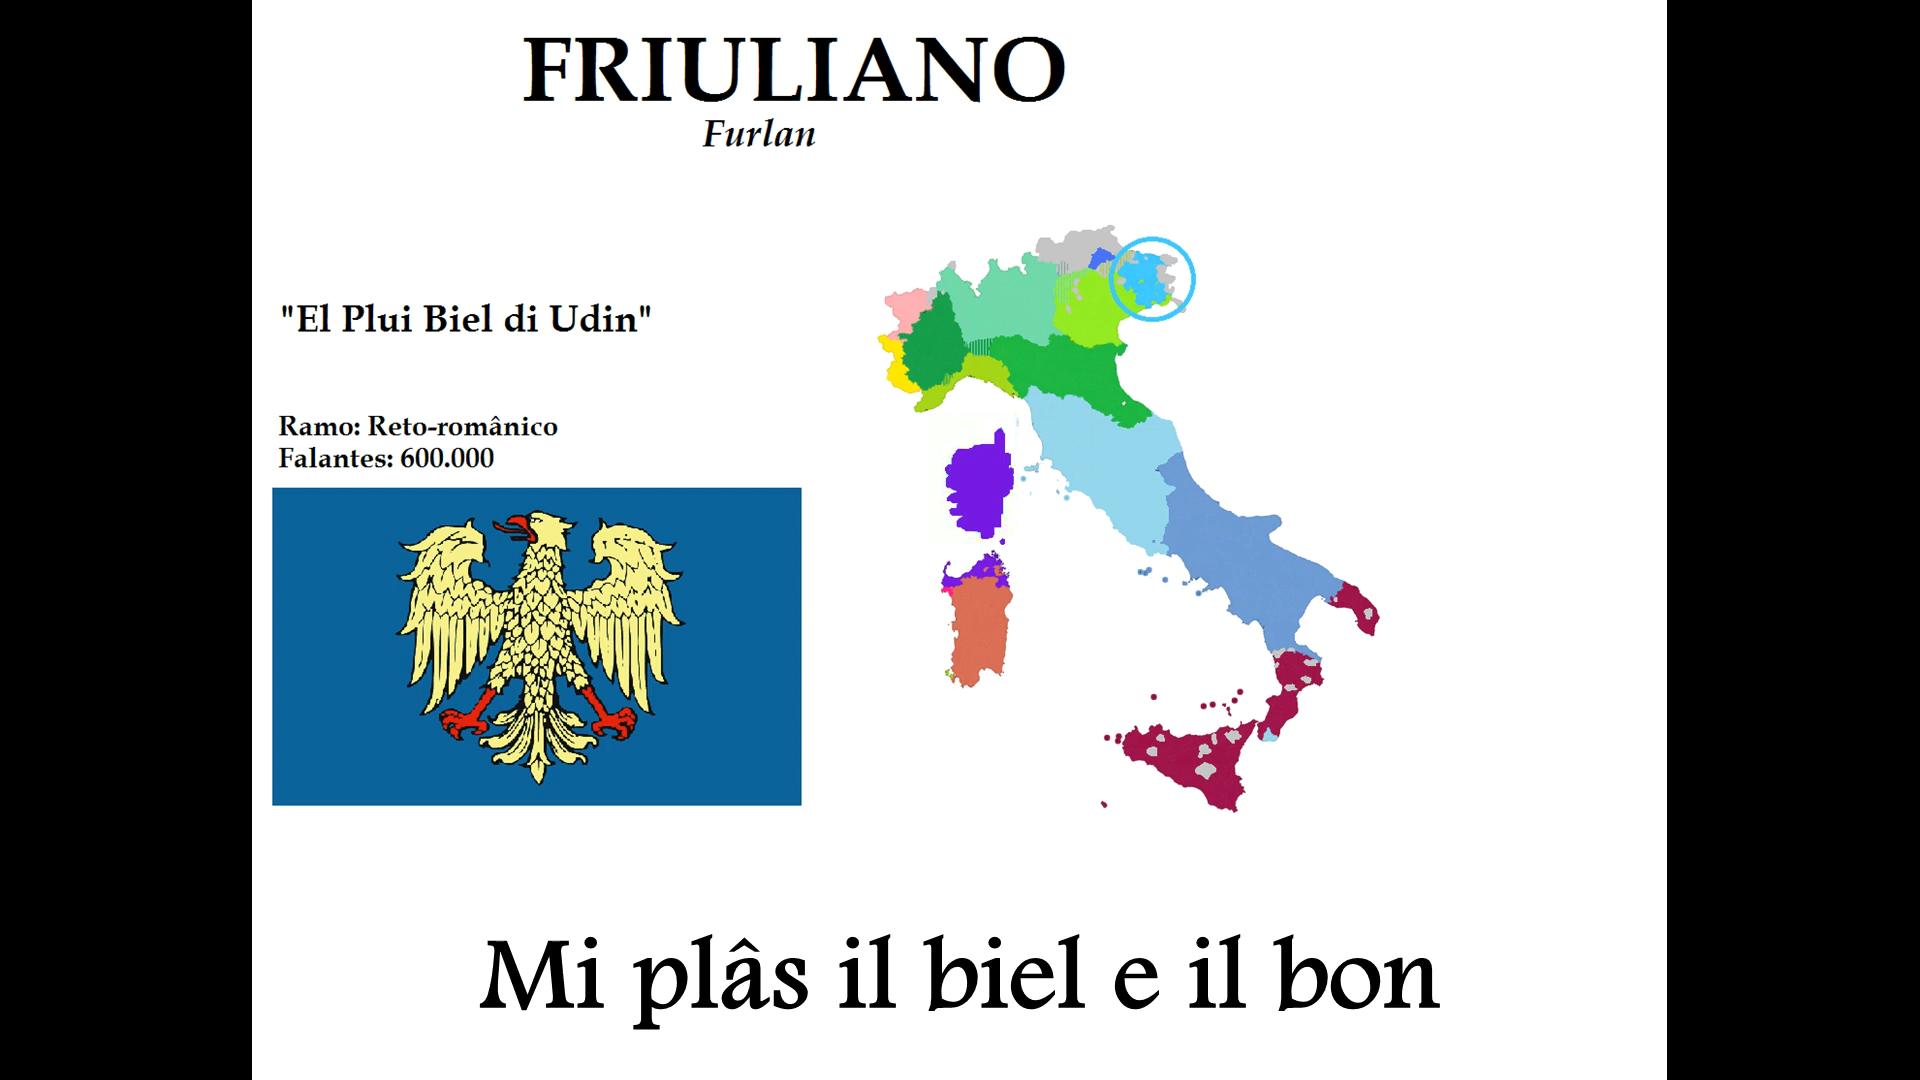 FRIULIANO
Furlan
"El Plui Biel di Udin"
Ramo: Reto-românico
Falantes: 600.000
Mi plâs il biel e il bon